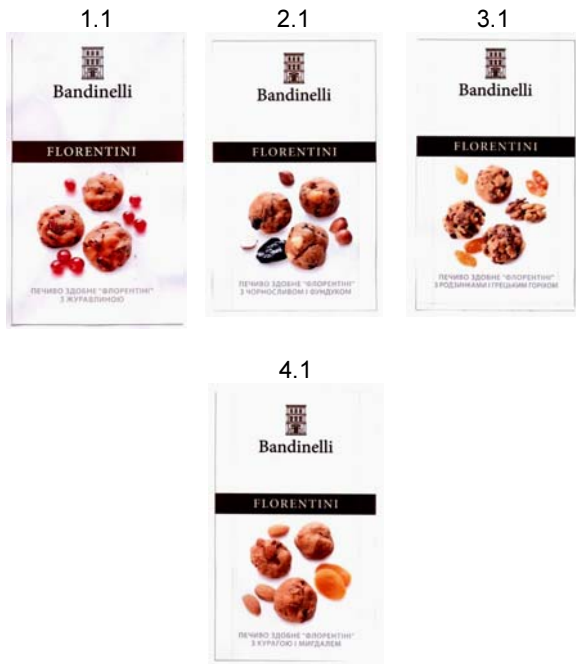 1.1
Bandinelli
FLORENTINI
ПЕЧИВО ЗДОБНЕ "ФЛОРЕНТІНІ"
З ЖУРАВЛИНОЮ
2.1
Bandinelli
FLORENTINI
ПЕЧИВО ЗДОБНЕ "ФЛОРЕНТІНІ"
З ЧОРНОСЛИВОМ І ФУНДУКОМ
3.1
Bandinelli
FLORENTINI
ПЕЧИВО ЗДОБНЕ "ФЛОРЕНТІНІ"
З РОДЗИНКАМИ І ГРЕЦЬКИМ ГОРІХОМ
4.1
Bandinelli
FLORENTINI
ПЕЧИВО ЗДОБНЕ "ФЛОРЕНТІНІ"
З КУРАГОЮ І МИГДАЛЕМ